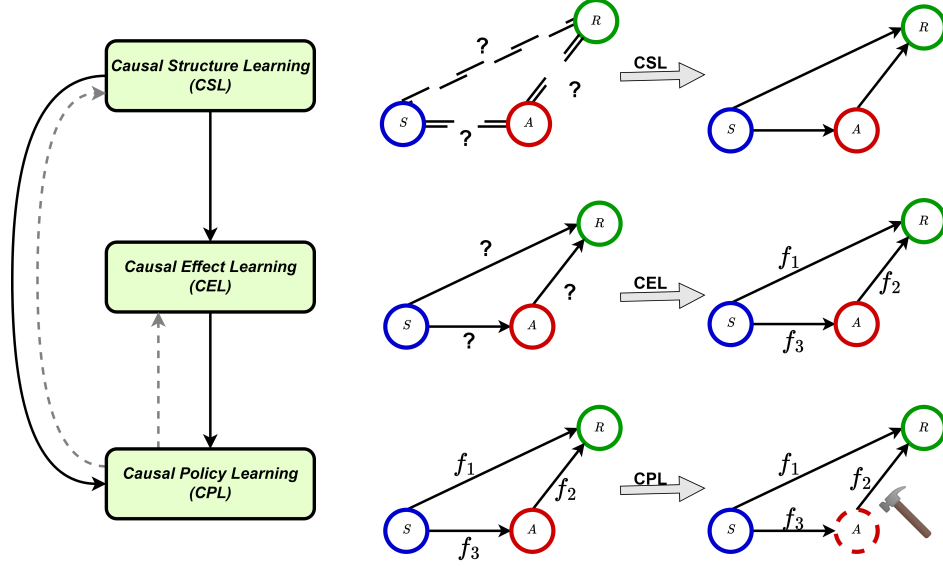 Causal Structure Learning
(CSL)
Causal Effect Learning
(CEL)
Causal Policy Learning
(CPL)
R
?
S
?
A
?
CSL
R
S
A
R
?
?
S
?
A
CEL
R
f1
f2
S
f3
A
R
f1
f2
S
f3
A
CPL
R
f1
f2
S
f3
A